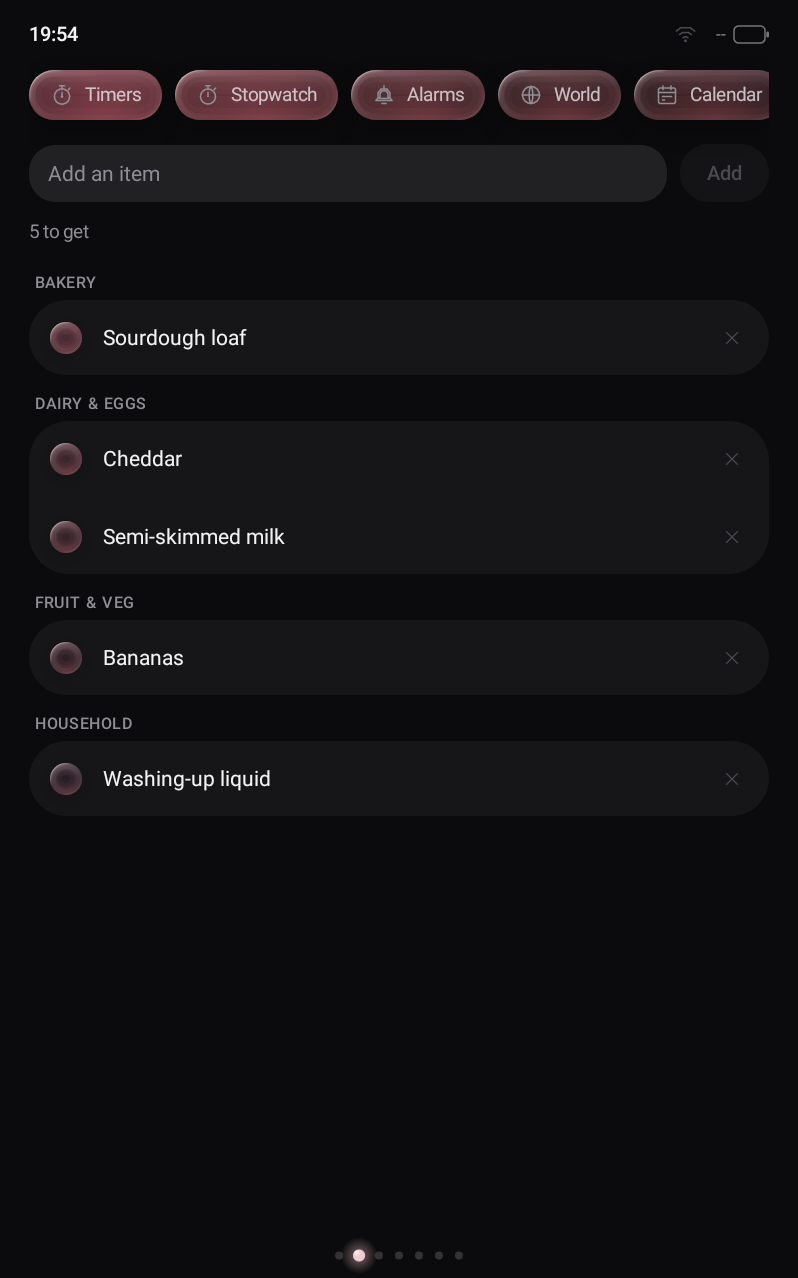 19:54
--
Timers Stopwatch Alarms World Calendar
Add an item Add
5 to get
BAKERY
Sourdough loaf
DAIRY & EGGS
Cheddar
Semi-skimmed milk
FRUIT & VEG
Bananas
HOUSEHOLD
Washing-up liquid